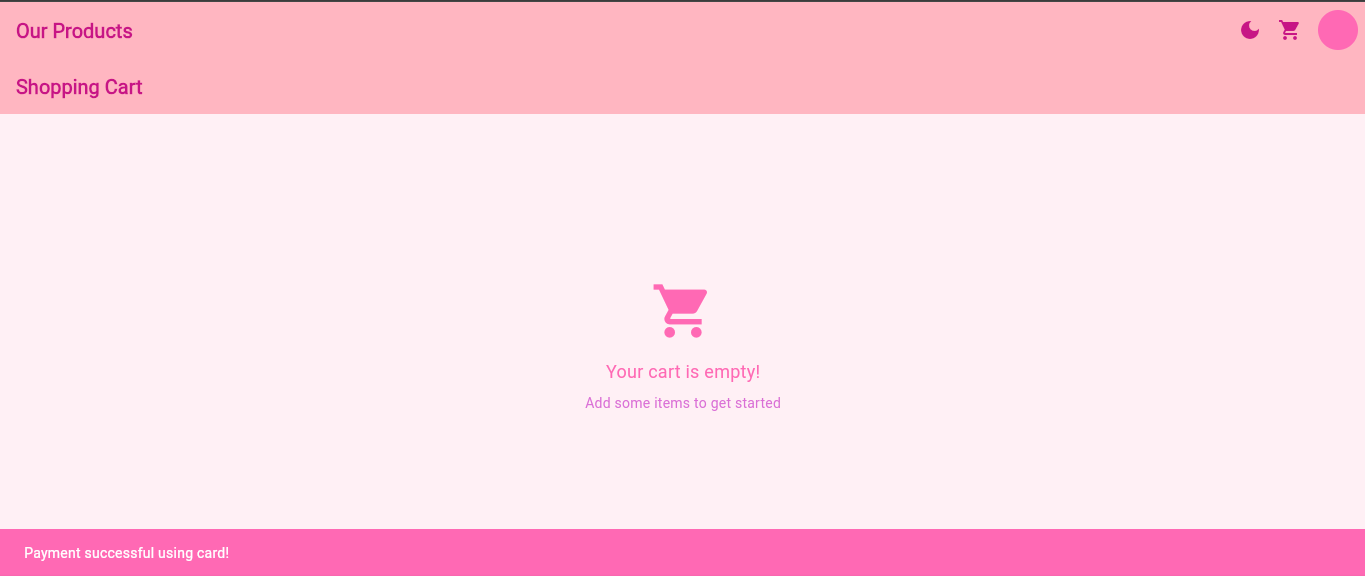 Our Products
Shopping Cart
Your cart is empty!
Add some items to get started
Payment successful using card!